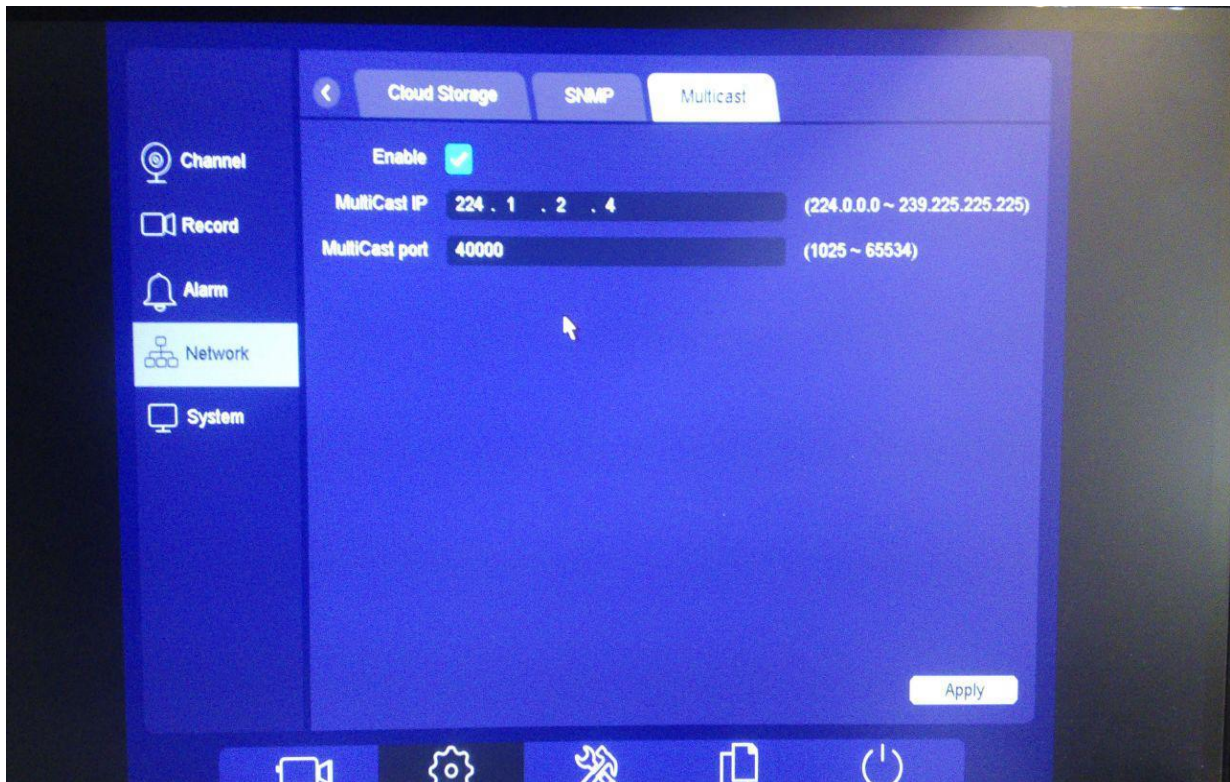 Cloud Storage SNMP Multicast
Channel
Record
Alarm
Network
System
Enable
MultiCast IP 224 . 1 . 2 . 4 (224.0.0.0 ~ 239.225.225.225)
MultiCast port 40000 (1025 ~ 65534)
Apply